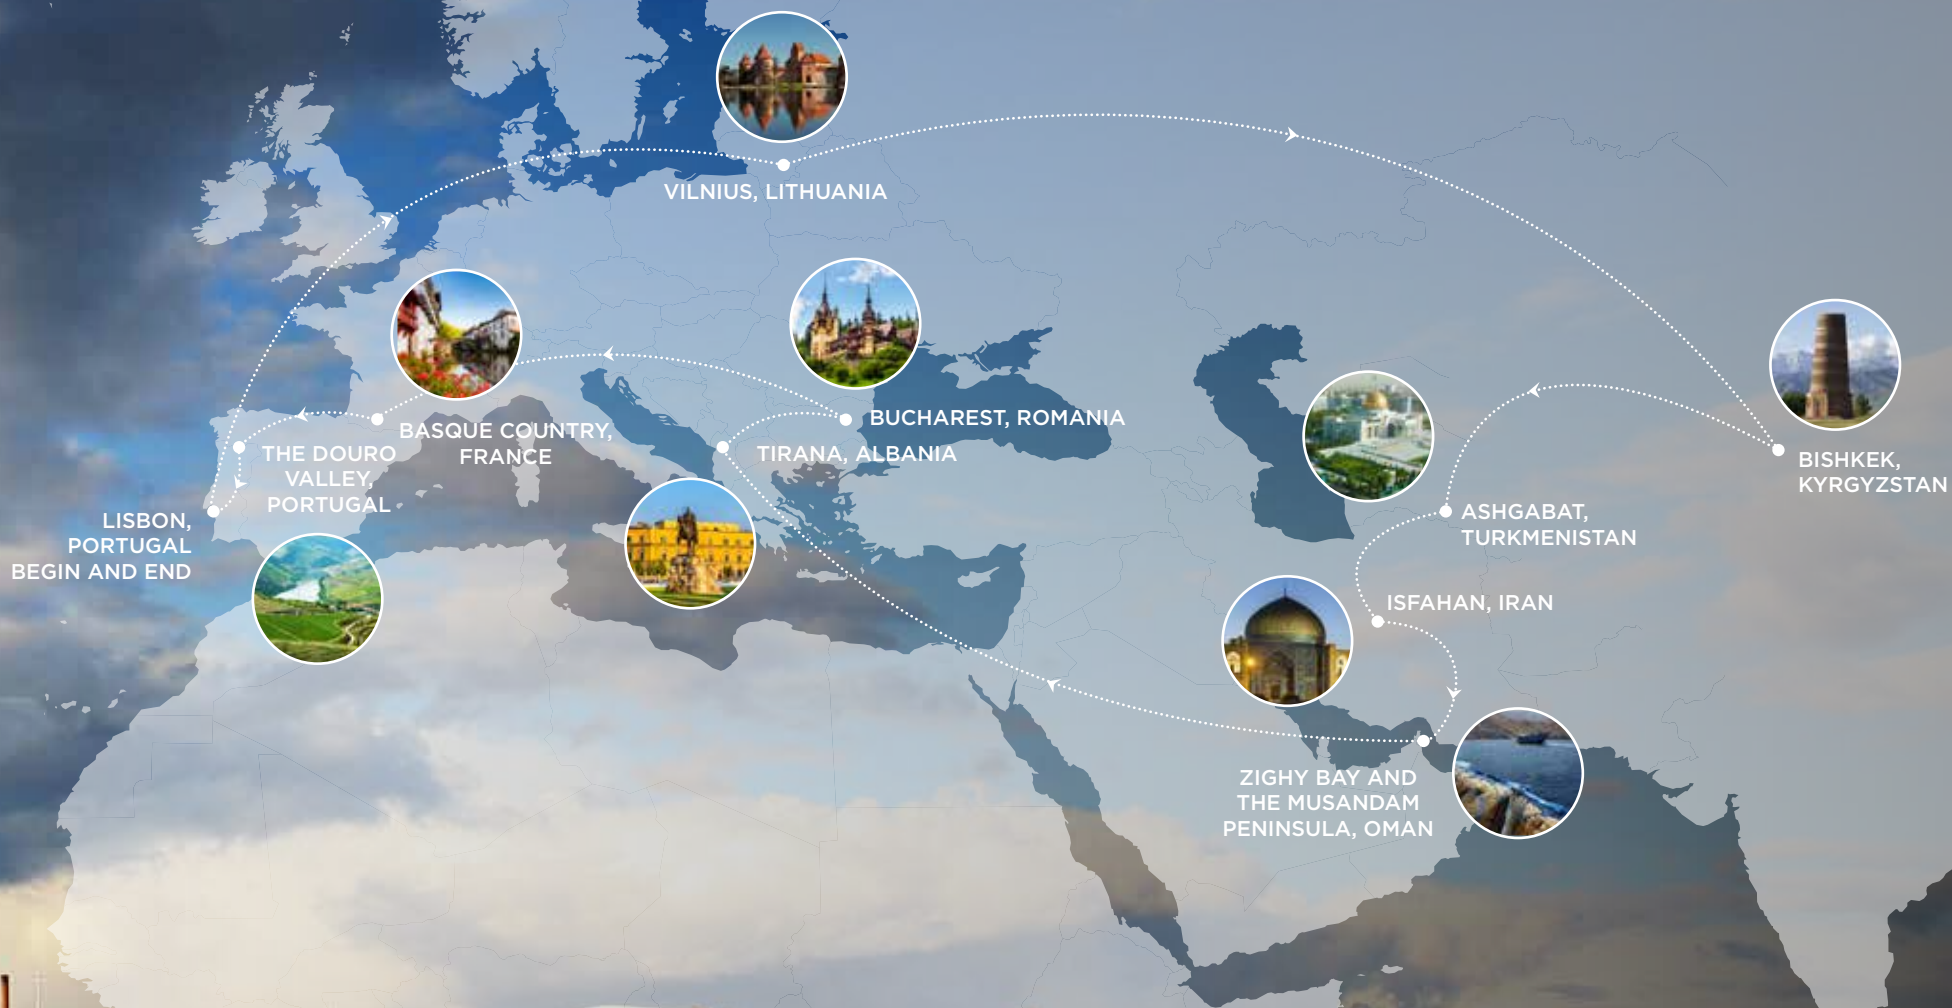 VILNIUS, LITHUANIA
BUCHAREST, ROMANIA
BASQUE COUNTRY,
FRANCE
TIRANA, ALBANIA
THE DOURO
VALLEY,
PORTUGAL
BISHKEK,
KYRGYZSTAN
LISBON,
PORTUGAL
BEGIN AND END
ASHGABAT,
TURKMENISTAN
ISFAHAN, IRAN
ZIGHY BAY AND
THE MUSANDAM
PENINSULA, OMAN